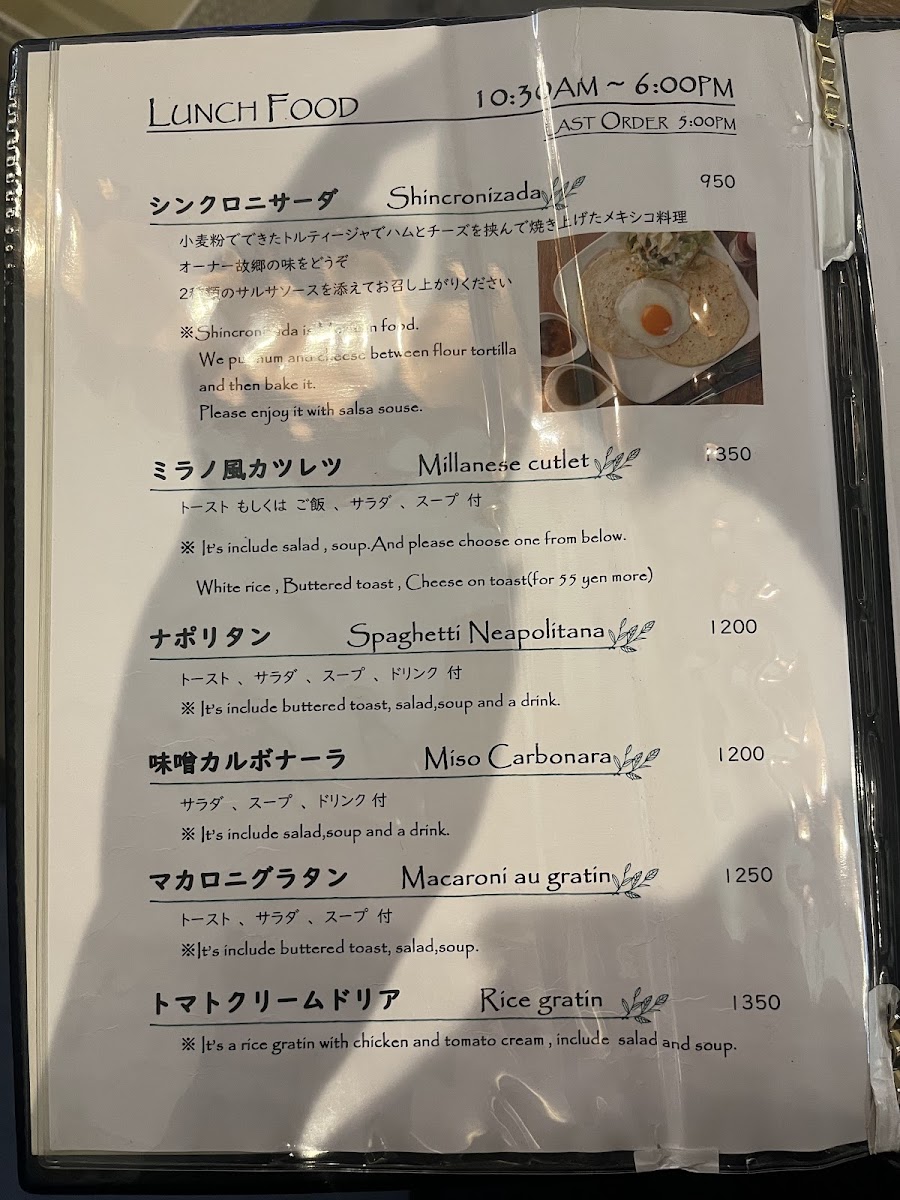 LUNCH FOOD 10:30AM ~ 6:00PM
LAST ORDER 5:00PM
シンクロニサーダ Shincronizada 950
小麦粉でできたトルティージャでハムとチーズを挟んで焼き上げたメキシコ料理
オーナー故郷の味をどうぞ
2種類のサルサソースを添えてお召し上がりください
※Shincronizada is Mexican food.
We put hum and cheese between flour tortilla
and then bake it.
Please enjoy it with salsa souse.
ミラノ風カツレツ Millanese cutlet 1350
トースト もしくは ご飯 、 サラダ 、 スープ 付
※ It's include salad , soup.And please choose one from below.
White rice , Buttered toast , Cheese on toast(for 55 yen more)
ナポリタン Spaghetti Neapolitana 1200
トースト 、 サラダ 、 スープ 、 ドリンク 付
※ It's include buttered toast, salad,soup and a drink.
味噌カルボナーラ Miso Carbonara 1200
サラダ 、 スープ 、 ドリンク 付
※ It's include salad,soup and a drink.
マカロニグラタン Macaroni au gratin 1250
トースト 、 サラダ 、 スープ 付
※It's include buttered toast, salad,soup.
トマトクリームドリア Rice gratin 1350
※ It's a rice gratin with chicken and tomato cream , include salad and soup.